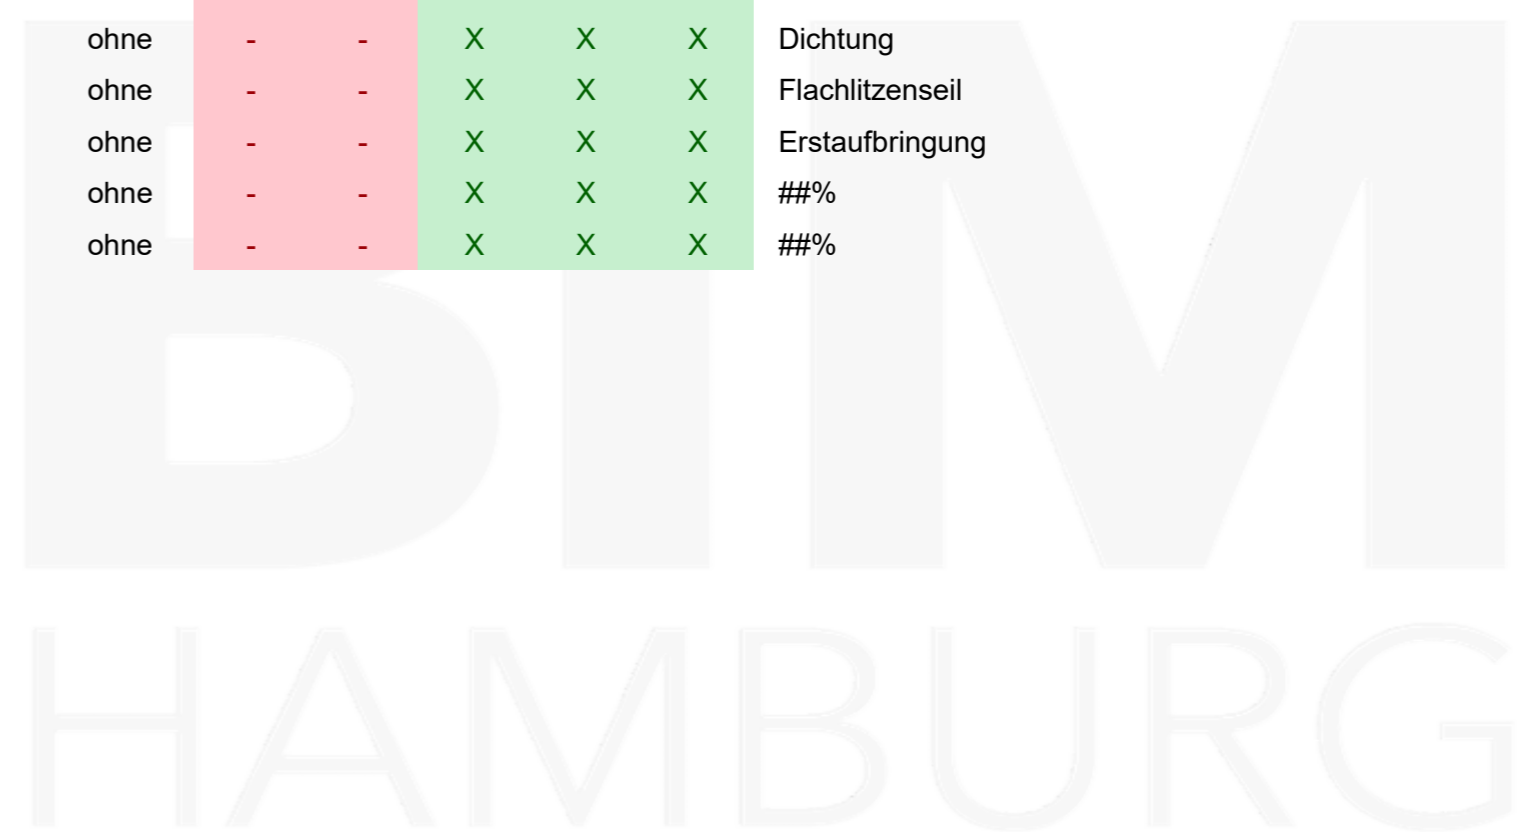 ohne - - X X X Dichtung
ohne - - X X X Flachlitzenseil
ohne - - X X X Erstaufbringung
ohne - - X X X ##%
ohne - - X X X ##%
BIM
HAMBURG